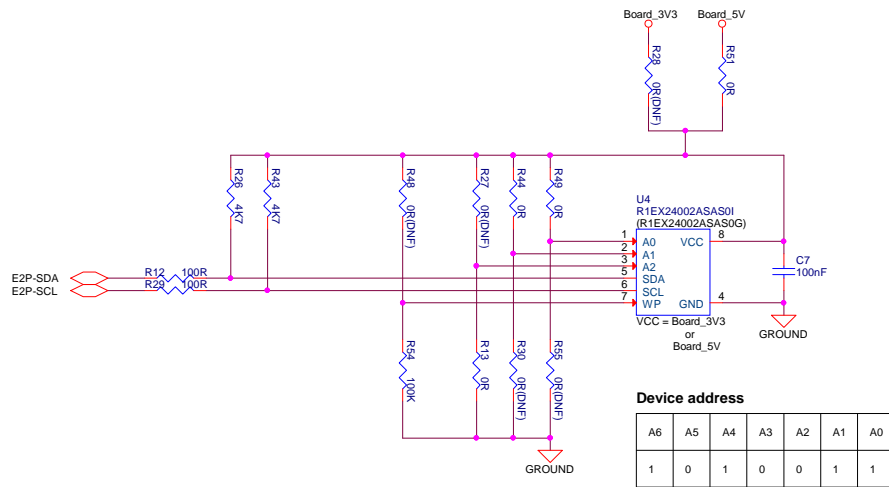 Board_3V3
Board_5V
R28
0R(DNF)
R51
0R
R26
4K7
R43
4K7
R48
0R(DNF)
R27
0R(DNF)
R44
0R
R49
0R
U4
R1EX24002ASAS0I
(R1EX24002ASAS0G)
1 A0 VCC 8
2 A1
3 A2
5 SDA
6 SCL
7 WP GND 4
C7
100nF
E2P-SDA R12 100R
E2P-SCL R29 100R
VCC = Board_3V3
or
Board_5V
GROUND
R54
100K
R13
0R
R30
0R(DNF)
R55
0R(DNF)
GROUND
Device address
A6 A5 A4 A3 A2 A1 A0
1 0 1 0 0 1 1